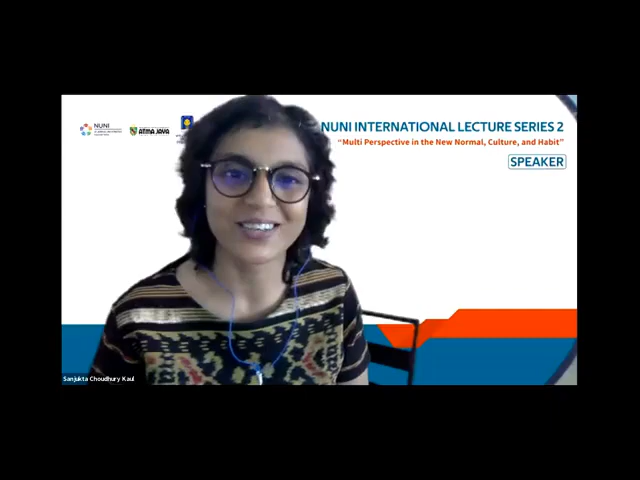 NUNI
ATMA JAYA
NUNI INTERNATIONAL LECTURE SERIES 2
"Multi Perspective in the New Normal, Culture, and Habit"
SPEAKER
Sanjukta Choudhury Kaul